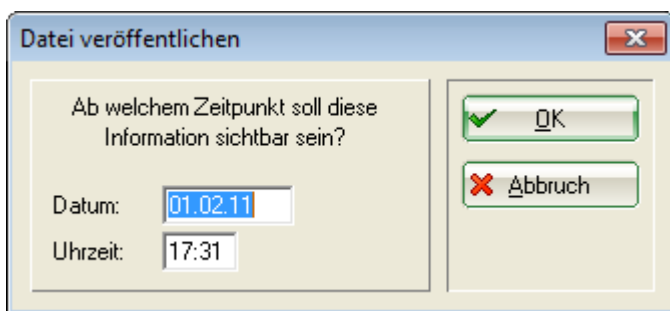 Datei veröffentlichen
Ab welchem Zeitpunkt soll diese
Information sichtbar sein?
Datum: 01.02.11
Uhrzeit: 17:31
OK
Abbruch